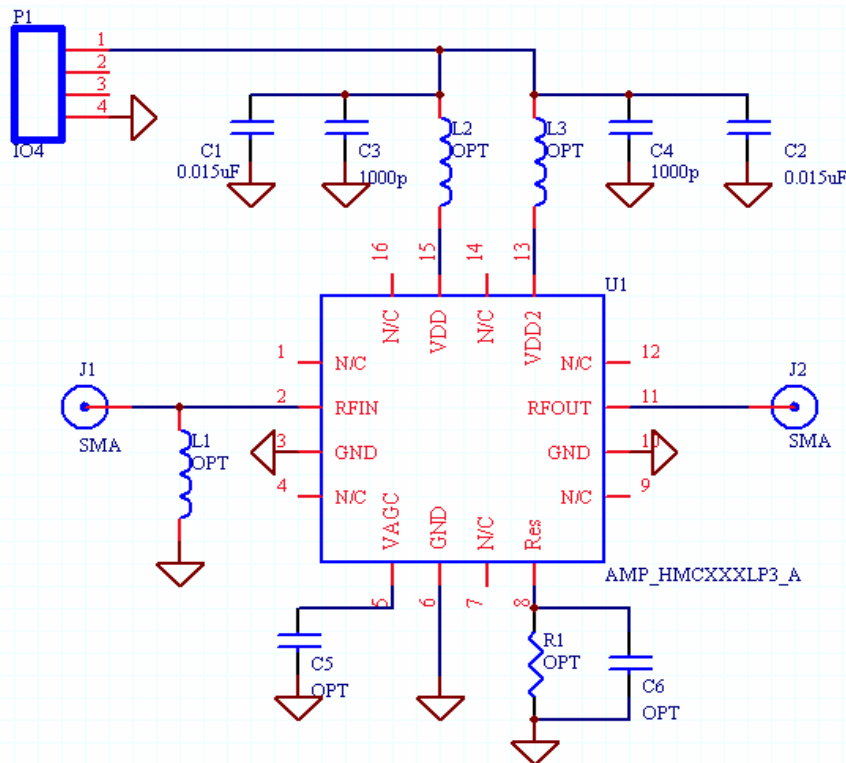 P1
1
2
3
4
IO4
C1
0.015uF
C3
1000p
L2
OPT
L3
OPT
C4
1000p
C2
0.015uF
16
15
14
13
U1
N/C
VDD
N/C
VDD2
1
N/C
N/C
12
J1
2
RFIN
RFOUT
11
J2
SMA
L1
OPT
3
GND
GND
10
SMA
4
N/C
N/C
9
VAGC
GND
N/C
Res
AMP_HMCXXXLP3_A
5
6
7
8
C5
OPT
R1
OPT
C6
OPT